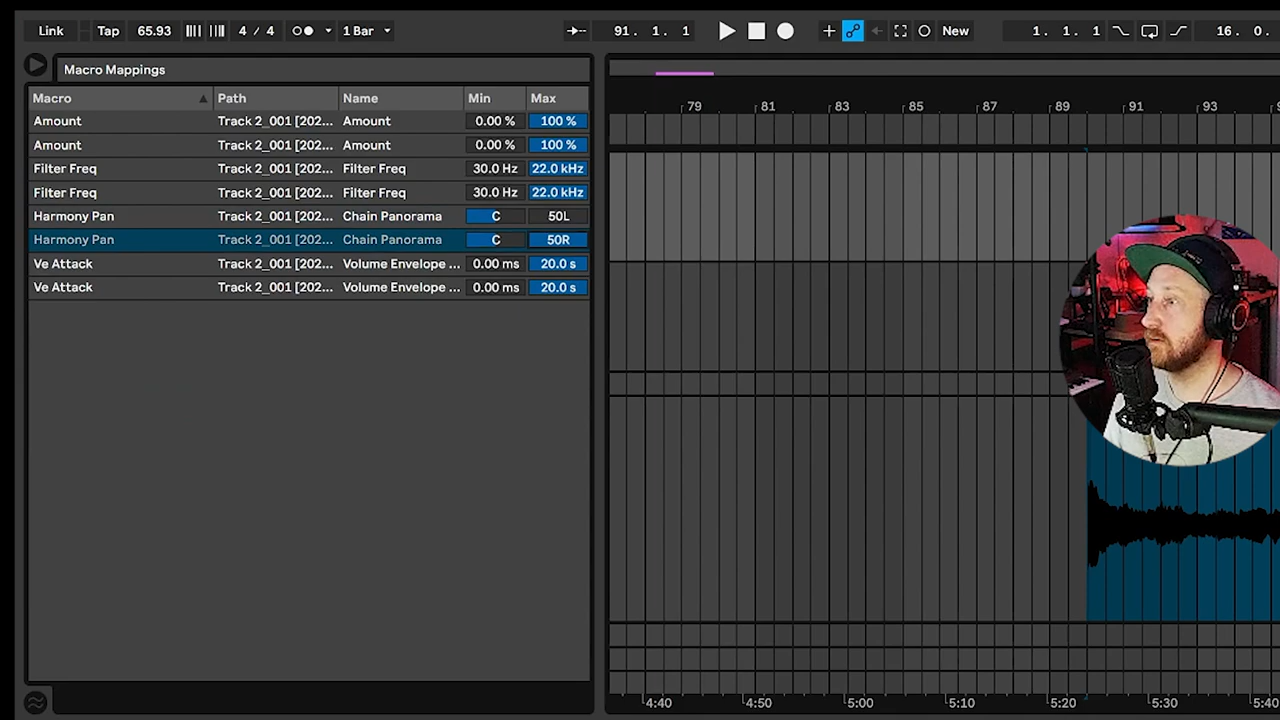 Link Tap 65.93 4 / 4 1 Bar 91. 1. 1 New 1. 1. 1 16. 0.
Macro Mappings
Macro Path Name Min Max
Amount Track 2_001 [202... Amount 0.00 % 100 %
Amount Track 2_001 [202... Amount 0.00 % 100 %
Filter Freq Track 2_001 [202... Filter Freq 30.0 Hz 22.0 kHz
Filter Freq Track 2_001 [202... Filter Freq 30.0 Hz 22.0 kHz
Harmony Pan Track 2_001 [202... Chain Panorama C 50L
Harmony Pan Track 2_001 [202... Chain Panorama C 50R
Ve Attack Track 2_001 [202... Volume Envelope ... 0.00 ms 20.0 s
Ve Attack Track 2_001 [202... Volume Envelope ... 0.00 ms 20.0 s
79 81 83 85 87 89 91 93
4:40 4:50 5:00 5:10 5:20 5:30 5:40